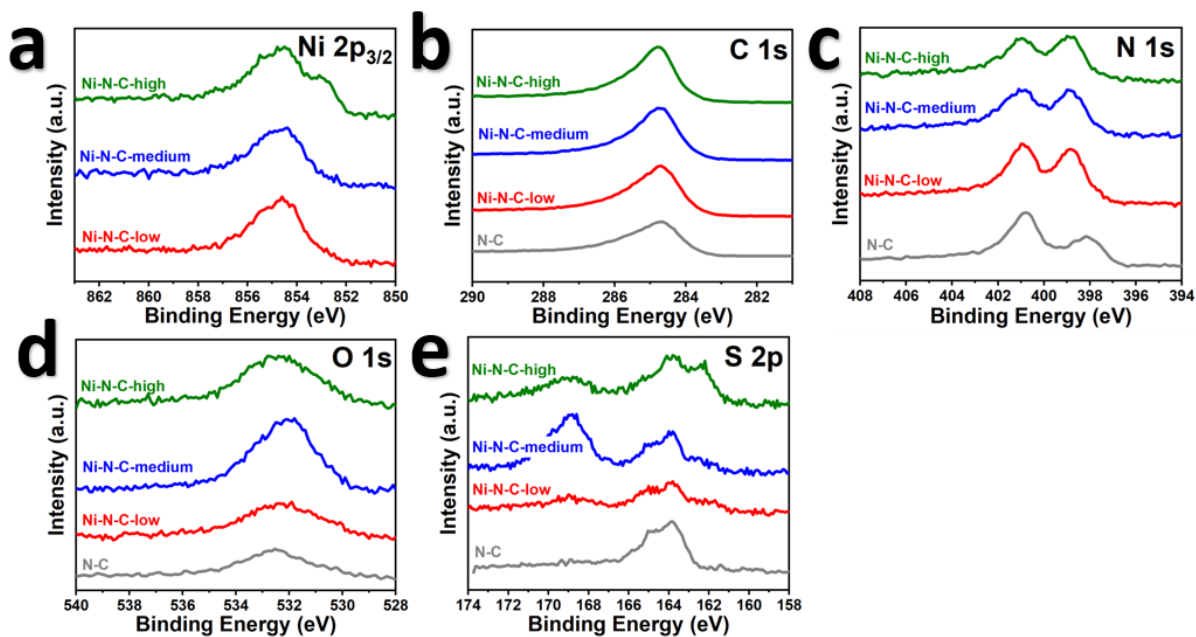 a
Ni 2p3/2
Ni-N-C-high
Ni-N-C-medium
Ni-N-C-low
Intensity (a.u.)
862 860 858 856 854 852 850
Binding Energy (eV)
b
C 1s
Ni-N-C-high
Ni-N-C-medium
Ni-N-C-low
N-C
Intensity (a.u.)
290 288 286 284 282
Binding Energy (eV)
c
N 1s
Ni-N-C-high
Ni-N-C-medium
Ni-N-C-low
N-C
Intensity (a.u.)
408 406 404 402 400 398 396 394
Binding Energy (eV)
d
O 1s
Ni-N-C-high
Ni-N-C-medium
Ni-N-C-low
N-C
Intensity (a.u.)
540 538 536 534 532 530 528
Binding Energy (eV)
e
S 2p
Ni-N-C-high
Ni-N-C-medium
Ni-N-C-low
N-C
Intensity (a.u.)
174 172 170 168 166 164 162 160 158
Binding Energy (eV)